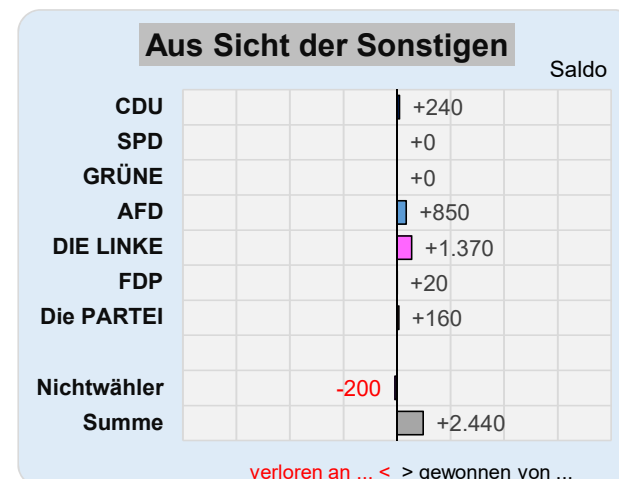 Aus Sicht der Sonstigen
Saldo
CDU +240
SPD +0
GRÜNE +0
AFD +850
DIE LINKE +1.370
FDP +20
Die PARTEI +160
Nichtwähler -200
Summe +2.440
verloren an ... < > gewonnen von ...